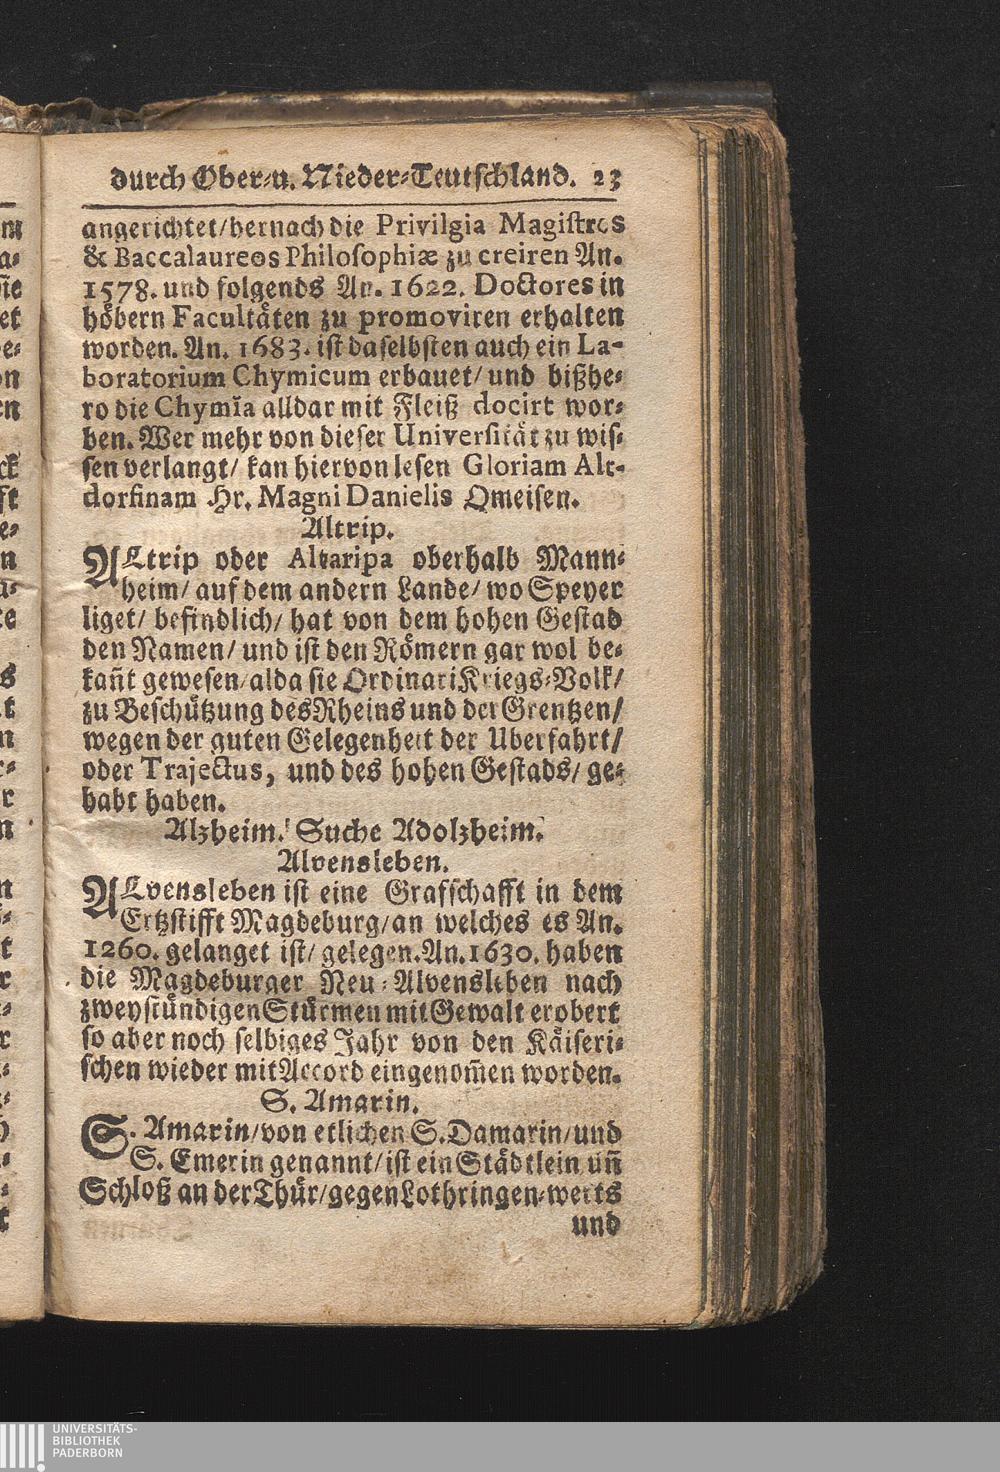 durch Ober-u. Nieder-Teutschland. 23
angerichtet/hernach die Privilgia Magistros
& Baccalaureos Philosophiæ zu creiren An.
1578. und folgends An. 1622. Doctores in
höhern Facultäten zu promoviren erhalten
worden. An. 1683. ist daselbsten auch ein La-
boratorium Chymicum erbauet/ und bißhe-
ro die Chymia alldar mit Fleiß docirt wor-
den. Wer mehr von dieser Universität zu wis-
sen verlangt/ kan hiervon lesen Gloriam Alt-
dorfinam Hr. Magni Danielis Omeisen.
Altrip.
ALtrip oder Altaripa oberhalb Mann-
heim/ auf dem andern Lande/ wo Speyer
liget/ befindlich/ hat von dem hohen Gestad
den Namen/ und ist den Römern gar wol be-
kañt gewesen/ alda sie Ordinari Kriegs-Volk/
zu Beschützung des Rheins und der Grentzen/
wegen der guten Gelegenheit der Uberfahrt/
oder Trajectus, und des hohen Gestads/ ge-
habt haben.
Alzheim. Suche Adolzheim.
Alvensleben.
ALvensleben ist eine Grafschafft in dem
Ertzstifft Magdeburg/an welches es An.
1260. gelanget ist/ gelegen. An. 1630. haben
die Magdeburger Neu-Alvensleben nach
zweystündigen Stürmen mit Gewalt erobert
so aber noch selbiges Jahr von den Käiseri-
schen wieder mit Accord eingenom̃en worden.
S. Amarin.
S. Amarin/von etlichen S. Damarin/und
S. Emerin genannt/ist ein Städtlein uñ
Schloß an der Thür/gegen Lothringen-werts
und
UNIVERSITÄTS-
BIBLIOTHEK
PADERBORN